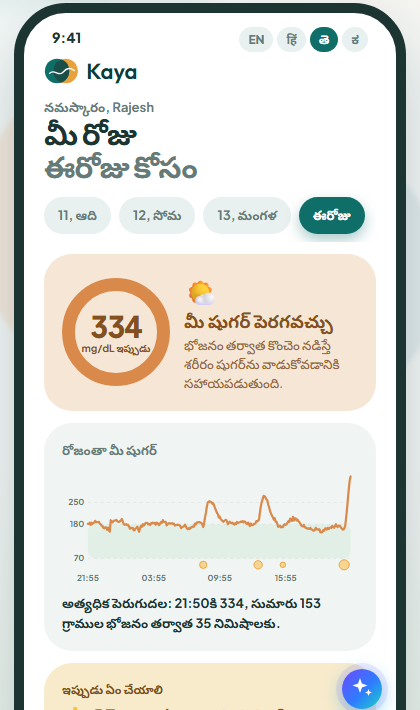 9:41
EN హిं తె ಕ
Kaya
నమస్కారం, Rajesh
మీ రోజు
ఈరోజు కోసం
11, ఆది 12, సోమ 13, మంగళ ఈరోజు
334
mg/dL ఇప్పుడు
మీ షుగర్ పెరగవచ్చు
భోజనం తర్వాత కొంచెం నడిస్తే
శరీరం షుగర్‌ను వాడుకోవడానికి
సహాయపడుతుంది.
రోజంతా మీ షుగర్
250
180
70
21:55 03:55 09:55 15:55
అత్యధిక పెరుగుదల: 21:50కి 334, సుమారు 153
గ్రాముల భోజనం తర్వాత 35 నిమిషాలకు.
ఇప్పుడు ఏం చేయాలి